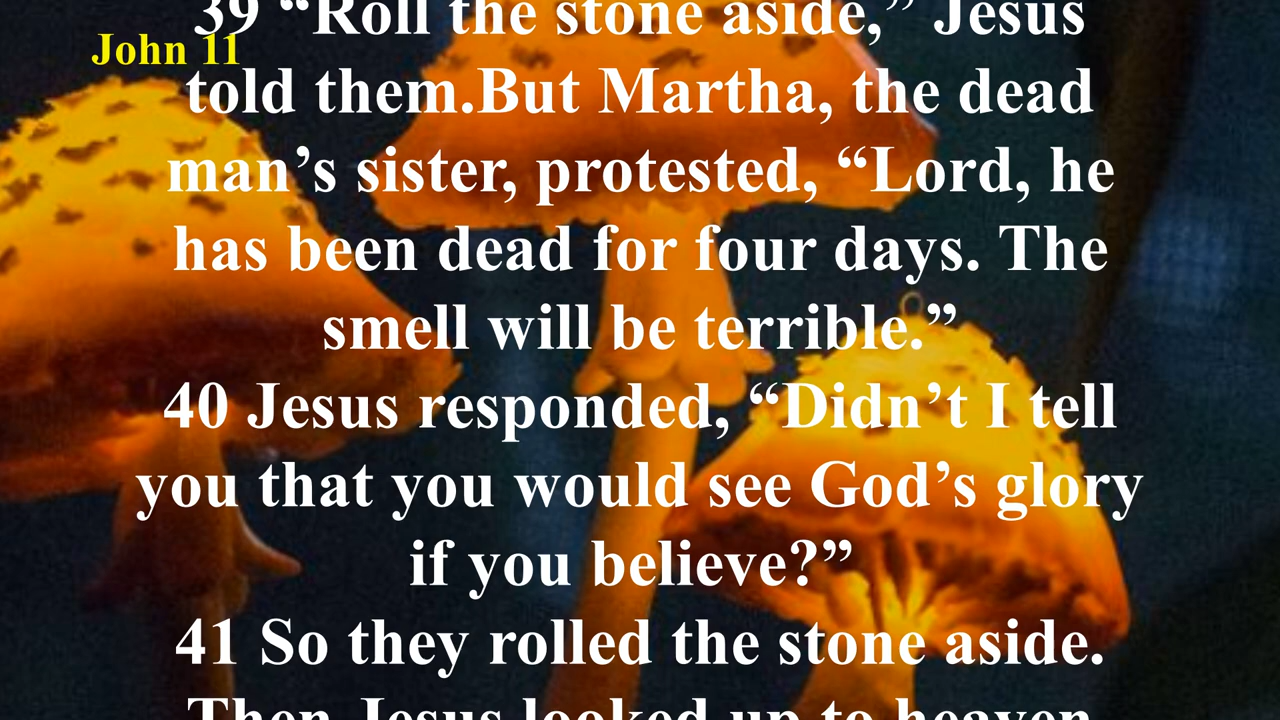 39 “Roll the stone aside,” Jesus
John 11
told them.But Martha, the dead
man’s sister, protested, “Lord, he
has been dead for four days. The
smell will be terrible.”
40 Jesus responded, “Didn’t I tell
you that you would see God’s glory
if you believe?”
41 So they rolled the stone aside.
Then Jesus looked up to heaven